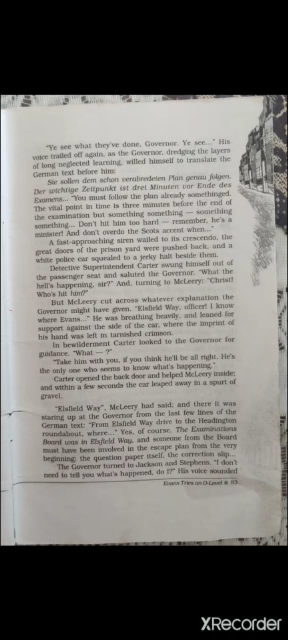 "Ye see what they've done, Governor. Ye see..." His
voice trailed off again, as the Governor, dredging the layers
of long neglected learning, willed himself to translate the
German text before him:
Sie sollen dem schon verabredeten Plan genau folgen.
Der wichtige Zeitpunkt ist drei Minuten vor Ende des
Examens... "You must follow the plan already somethinged.
The vital point in time is three minutes before the end of
the examination but something something — something
something... Don't hit him too hard — remember, he's a
minister! And don't overdo the Scots accent when..."
A fast-approaching siren wailed to its crescendo, the
great doors of the prison yard were pushed back, and a
white police car squealed to a jerky halt beside them.
Detective Superintendent Carter swung himself out of
the passenger seat and saluted the Governor. "What the
hell's happening, sir?" And, turning to McLeery: "Christ!
Who's hit him?"
But McLeery cut across whatever explanation the
Governor might have given. "Elsfield Way, officer! I know
where Evans..." He was breathing heavily, and leaned for
support against the side of the car, where the imprint of
his hand was left in tarnished crimson.
In bewilderment Carter looked to the Governor for
guidance. "What — ?"
"Take him with you, if you think he'll be all right. He's
the only one who seems to know what's happening."
Carter opened the back door and helped McLeery inside;
and within a few seconds the car leaped away in a spurt of
gravel.
"Elsfield Way", McLeery had said; and there it was
staring up at the Governor from the last few lines of the
German text: "From Elsfield Way drive to the Headington
roundabout, where..." Yes, of course. The Examinations
Board was in Elsfield Way, and someone from the Board
must have been involved in the escape plan from the very
beginning: the question paper itself, the correction slip...
The Governor turned to Jackson and Stephens. "I don't
need to tell you what's happened, do I?" His voice sounded
Evans Tries an O-Level 83
XRecorder